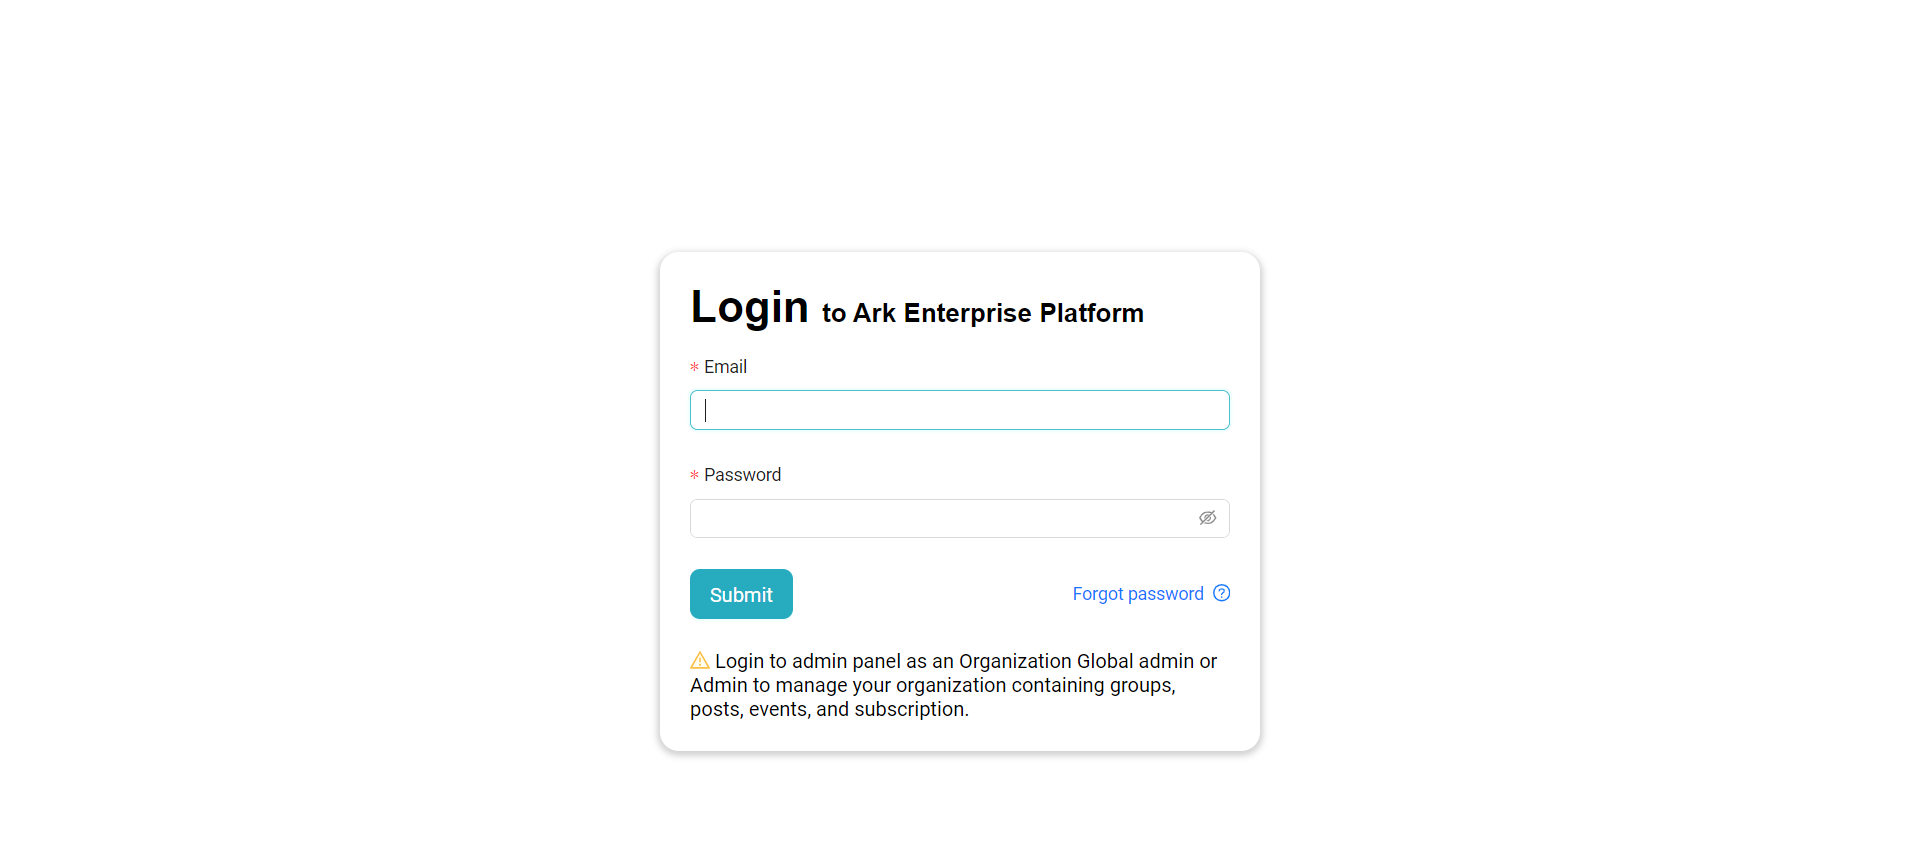 Login to Ark Enterprise Platform
* Email
* Password
Submit
Forgot password
Login to admin panel as an Organization Global admin or
Admin to manage your organization containing groups,
posts, events, and subscription.